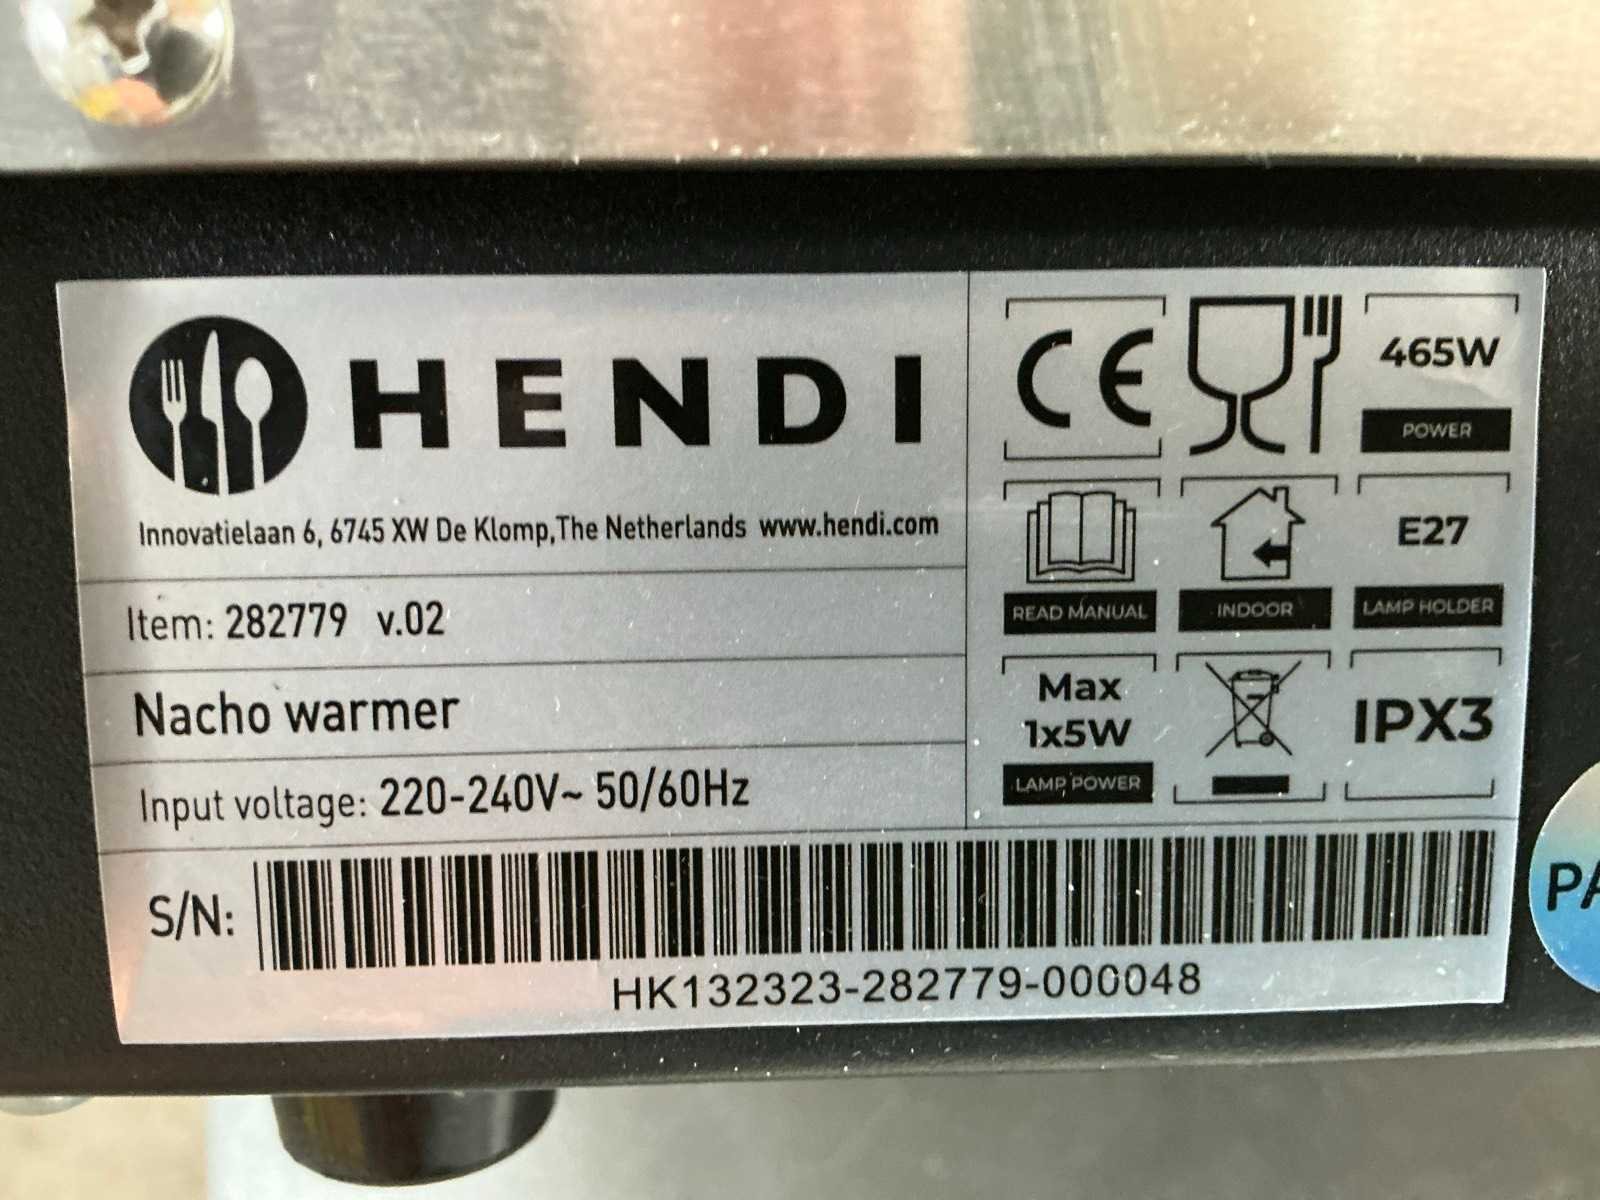 HENDI
Innovatielaan 6, 6745 XW De Klomp,The Netherlands www.hendi.com
Item: 282779 v.02
Nacho warmer
Input voltage: 220-240V~ 50/60Hz
S/N:
HK132323-282779-000048
CE
465W
POWER
READ MANUAL
INDOOR
E27
LAMP HOLDER
Max
1x5W
LAMP POWER
IPX3
PA